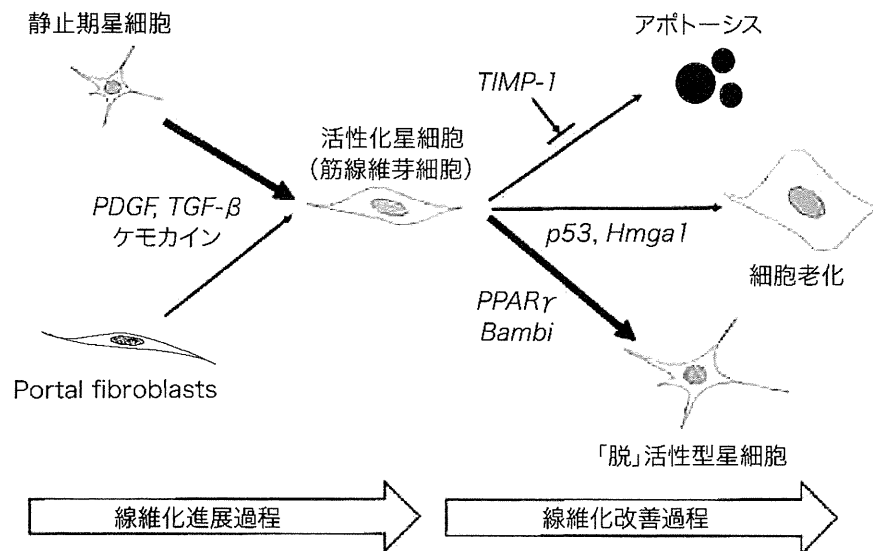 静止期星細胞
アポトーシス
TIMP-1
活性化星細胞
(筋線維芽細胞)
PDGF, TGF-β
ケモカイン
p53, Hmga1
細胞老化
PPARγ
Bambi
Portal fibroblasts
「脱」活性型星細胞
線維化進展過程
線維化改善過程